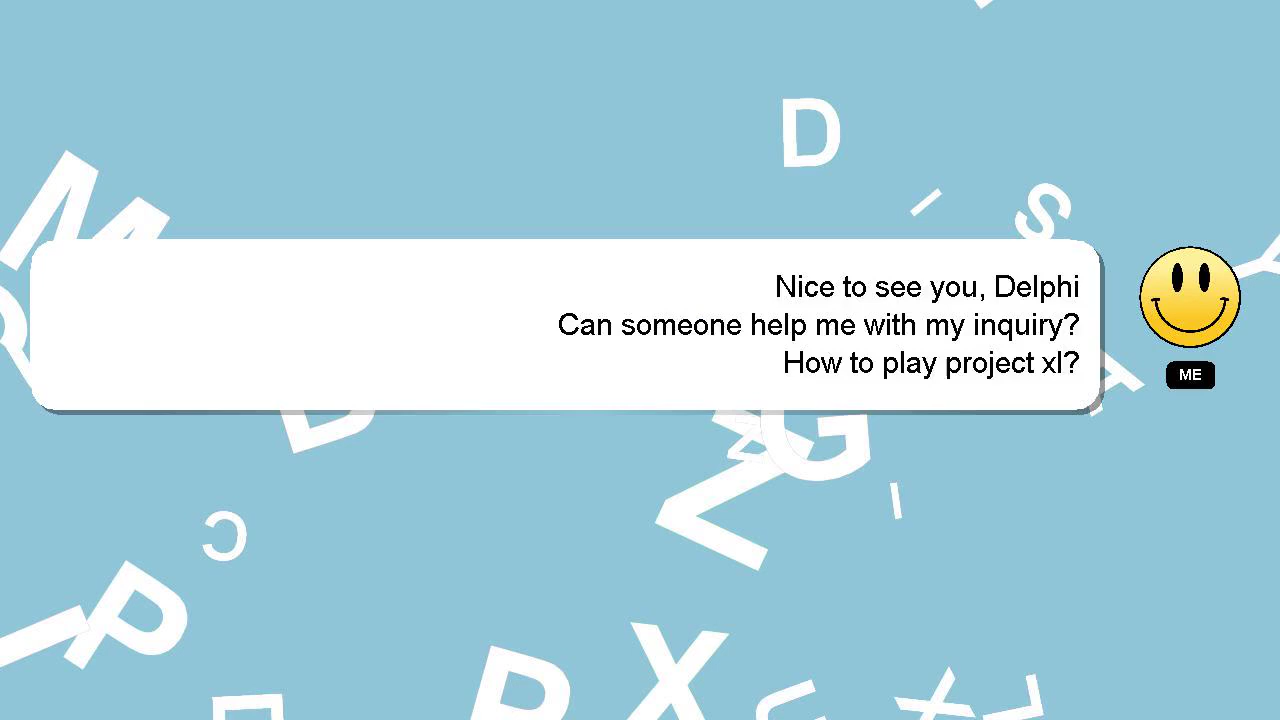 Nice to see you, Delphi
Can someone help me with my inquiry?
How to play project xl?
ME